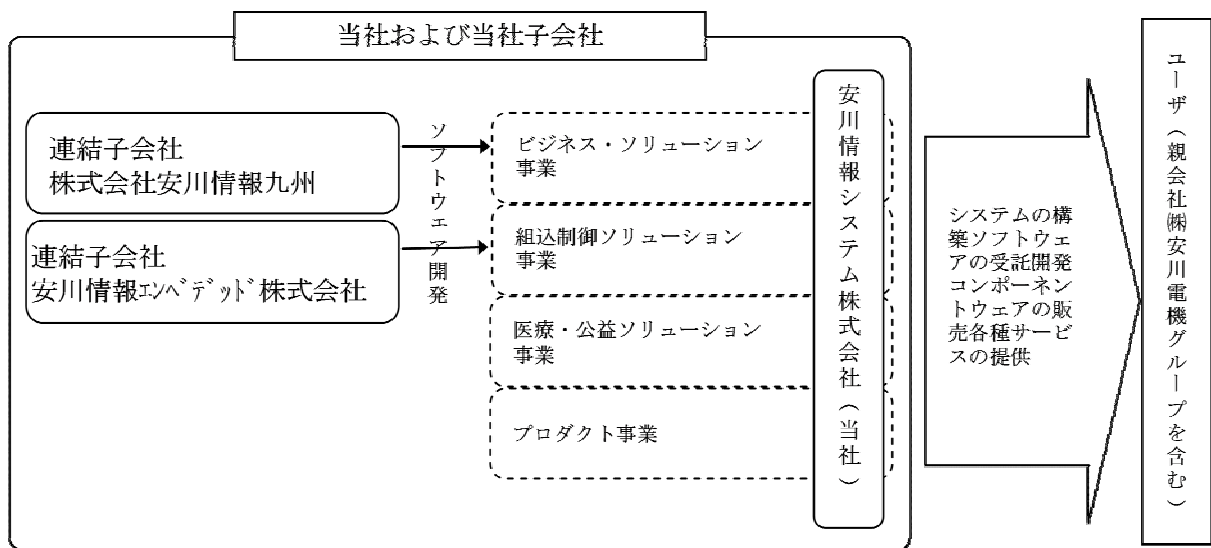 当社および当社子会社
連結子会社
株式会社安川情報九州
連結子会社
安川情報ｴﾝﾍﾞﾃﾞｯﾄﾞ株式会社
ソフトウェア開発
ビジネス・ソリューション
事業
組込制御ソリューション
事業
医療・公益ソリューション
事業
プロダクト事業
安川情報システム株式会社（当社）
システムの構
築ソフトウェ
アの受託開発
コンポーネン
トウェアの販
売各種サービ
スの提供
ユーザ（親会社㈱安川電機グループを含む）